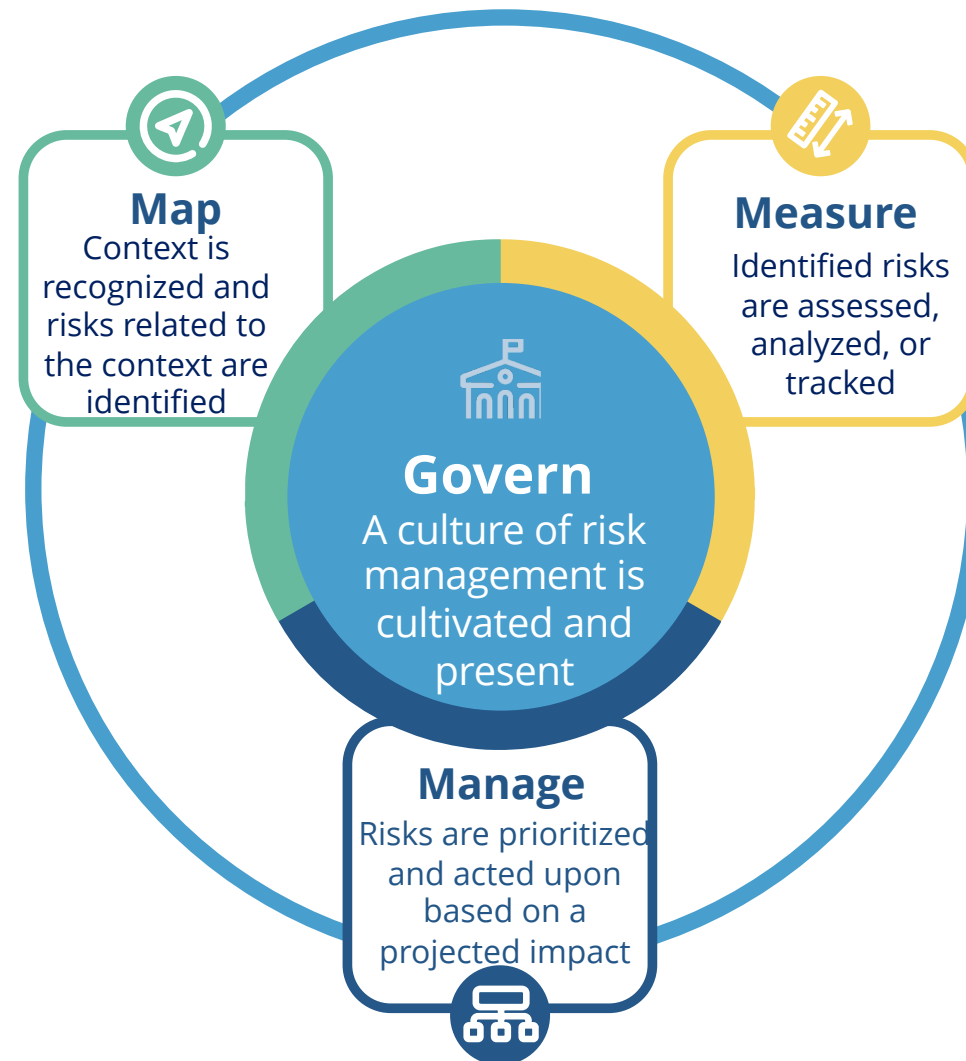 Map
Context is
recognized and
risks related to
the context are
identified
Measure
Identified risks
are assessed,
analyzed, or
tracked
Govern
A culture of risk
management is
cultivated and
present
Manage
Risks are prioritized
and acted upon
based on a
projected impact